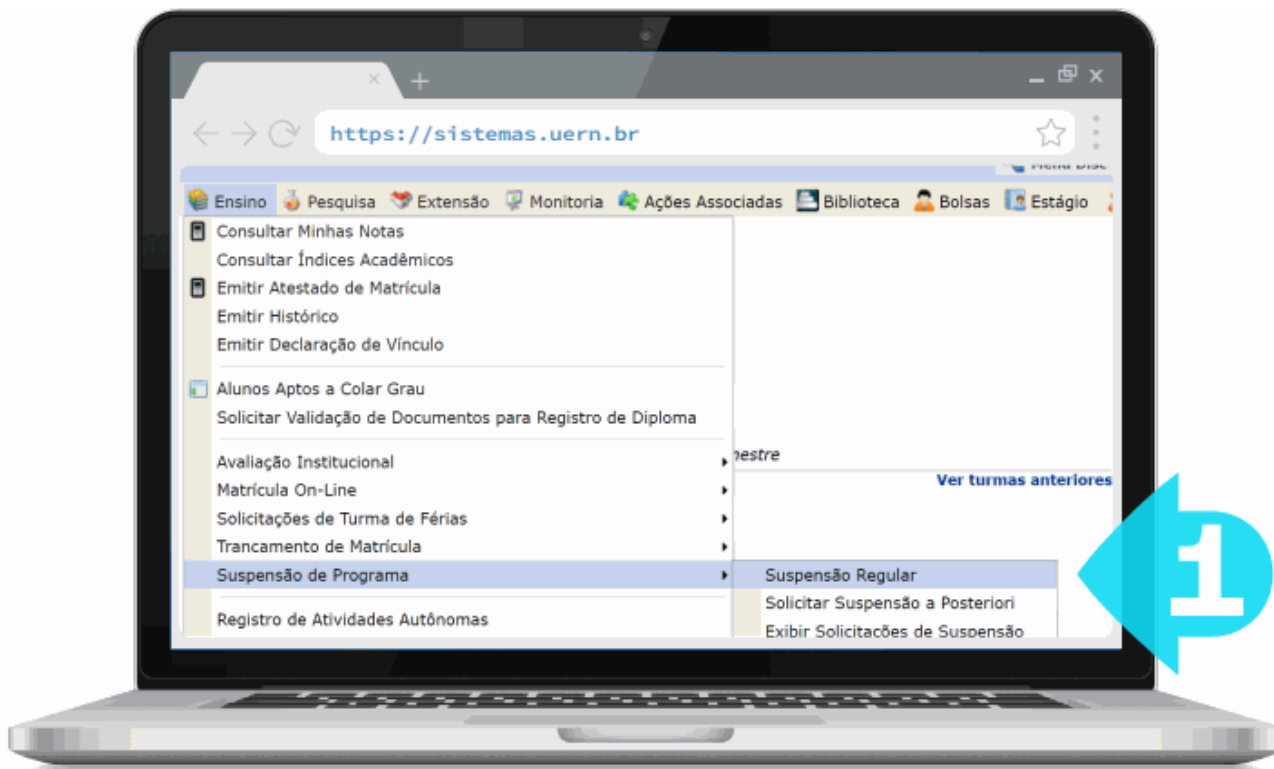 https://sistemas.uern.br
Ensino Pesquisa Extensão Monitoria Ações Associadas Biblioteca Bolsas Estágio
Consultar Minhas Notas
Consultar Índices Acadêmicos
Emitir Atestado de Matrícula
Emitir Histórico
Emitir Declaração de Vínculo
Alunos Aptos a Colar Grau
Solicitar Validação de Documentos para Registro de Diploma
Avaliação Institucional
Ver turmas anteriores
Matrícula On-Line
Solicitações de Turma de Férias
Trancamento de Matrícula
Suspensão de Programa
Suspensão Regular
Solicitar Suspensão a Posteriori
Exibir Solicitações de Suspensão
Registro de Atividades Autônomas
1